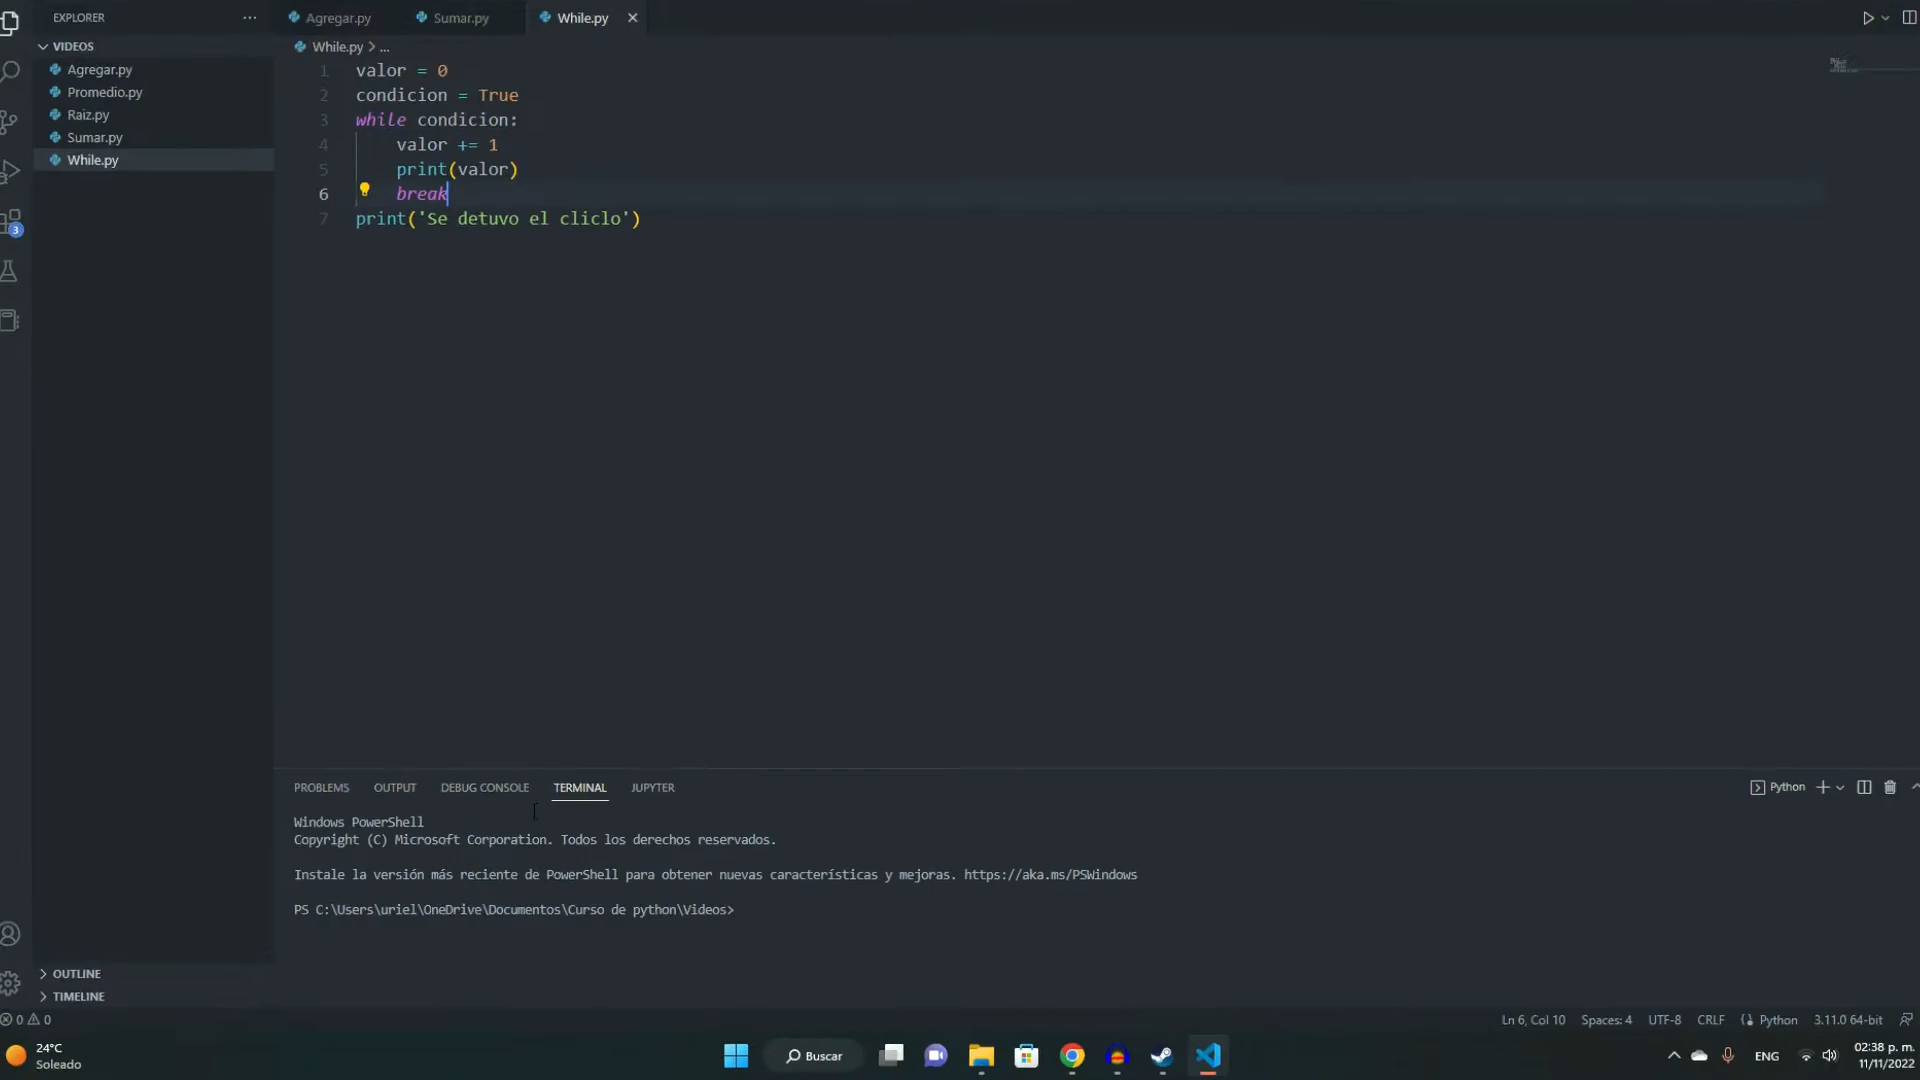 EXPLORER
Agregar.py
Sumar.py
While.py
VIDEOS
Agregar.py
Promedio.py
Raiz.py
Sumar.py
While.py
While.py > ...
1 valor = 0
2 condicion = True
3 while condicion:
4 valor += 1
5 print(valor)
6 break
7 print('Se detuvo el cliclo')
3
PROBLEMS OUTPUT DEBUG CONSOLE TERMINAL JUPYTER
Python
Windows PowerShell
Copyright (C) Microsoft Corporation. Todos los derechos reservados.
Instale la versión más reciente de PowerShell para obtener nuevas características y mejoras. https://aka.ms/PSWindows
PS C:\Users\uriel\OneDrive\Documentos\Curso de python\Videos>
OUTLINE
TIMELINE
0 0
Ln 6, Col 10 Spaces: 4 UTF-8 CRLF Python 3.11.0 64-bit
24°C
Soleado
Buscar
ENG
02:38 p. m.
11/11/2022